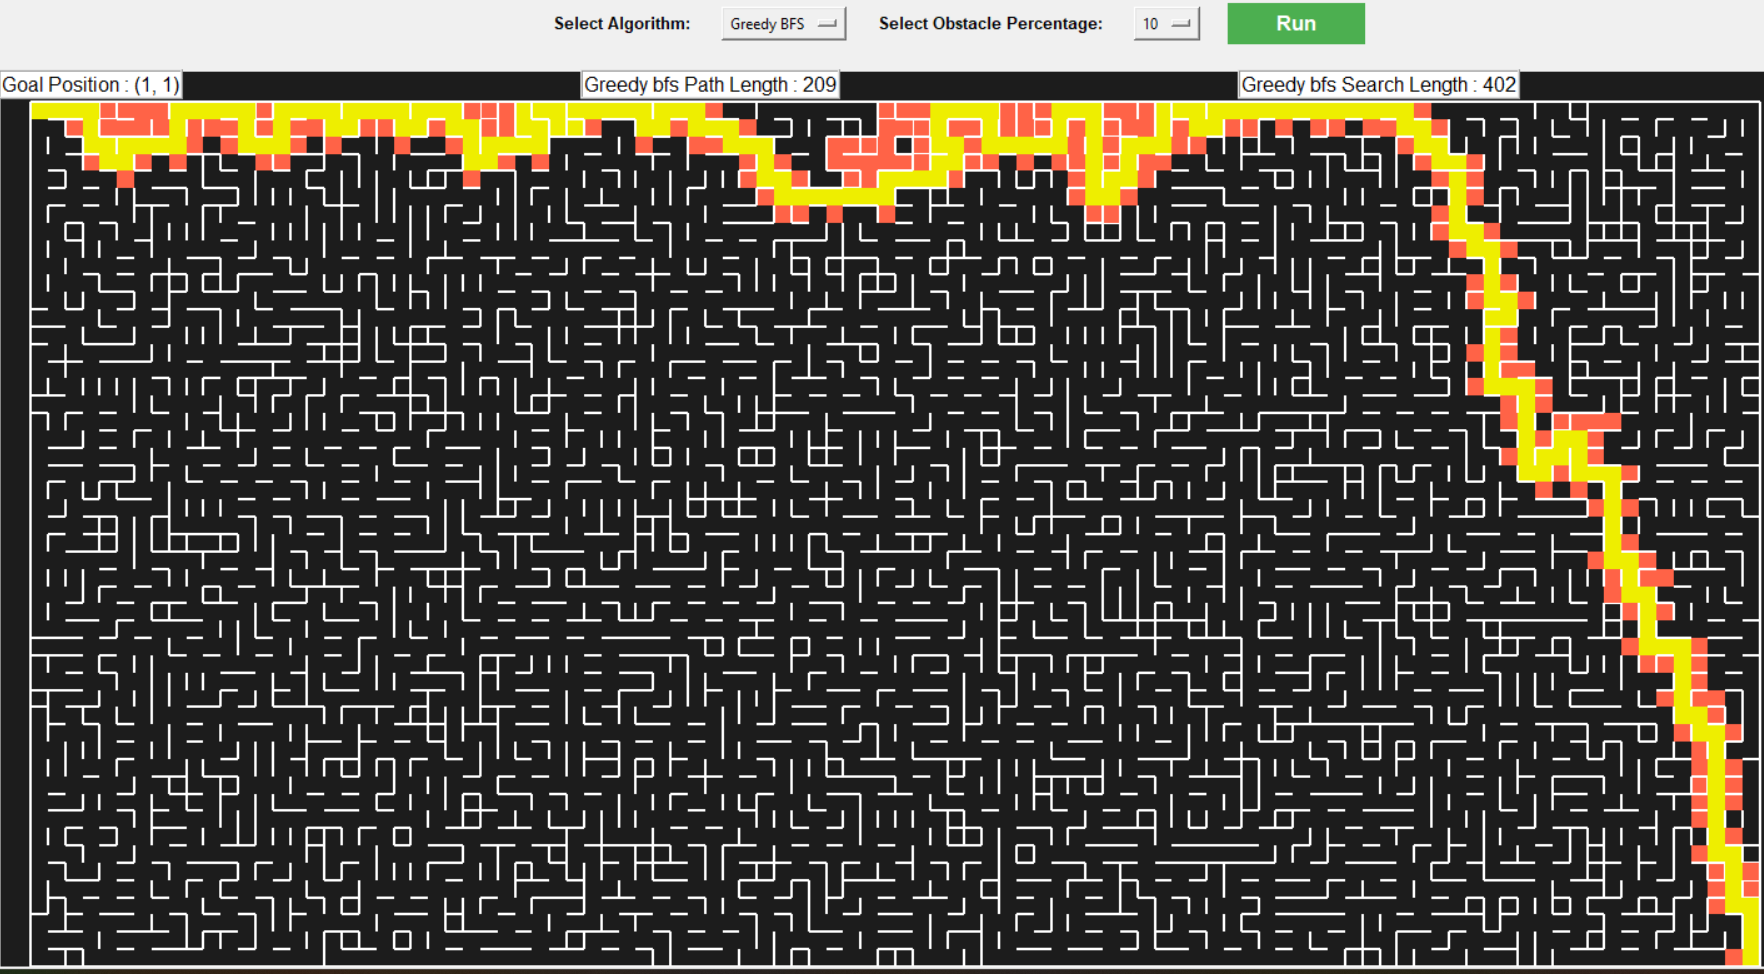 Select Algorithm: Greedy BFS Select Obstacle Percentage: 10 Run
Goal Position : (1, 1) Greedy bfs Path Length : 209 Greedy bfs Search Length : 402